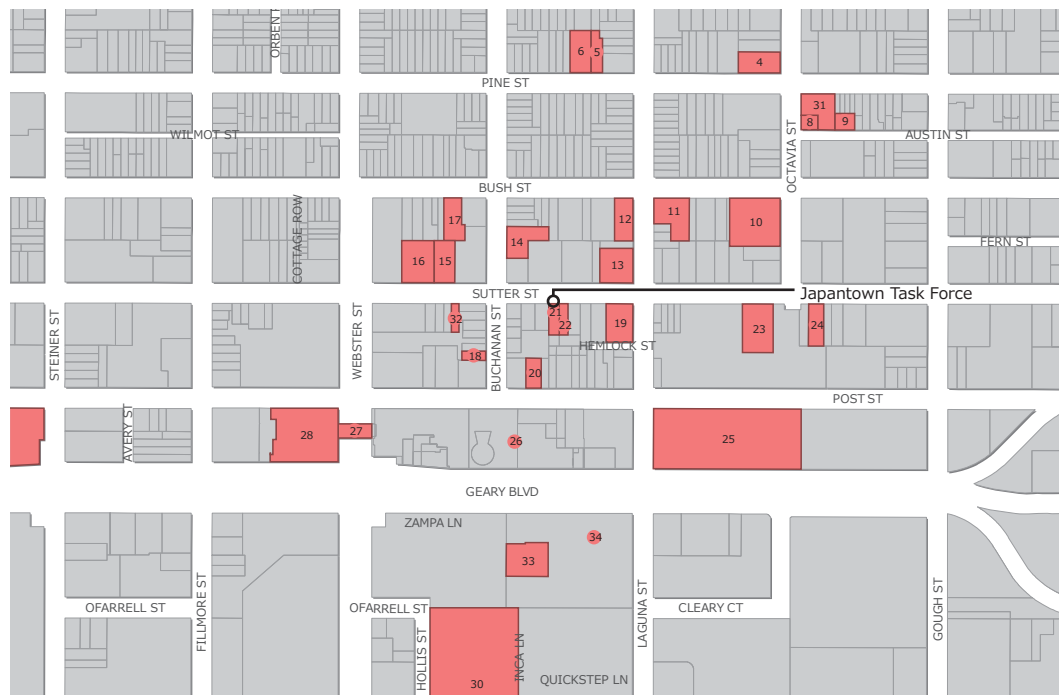 ORBEN
6
5
4
PINE ST
31
8
9
WILMOT ST
OCTAVIA ST
AUSTIN ST
BUSH ST
17
12
11
10
COTTAGE ROW
14
FERN ST
16
15
13
SUTTER ST
Japantown Task Force
STEINER ST
WEBSTER ST
32
BUCHANAN ST
21
22
19
23
24
HEMLOCK ST
18
20
POST ST
AVERY ST
28
27
26
25
GEARY BLVD
ZAMPA LN
34
33
FILLMORE ST
OFARRELL ST
OFARRELL ST
LAGUNA ST
CLEARY CT
GOUGH ST
HOLLIS ST
INCA LN
30
QUICKSTEP LN